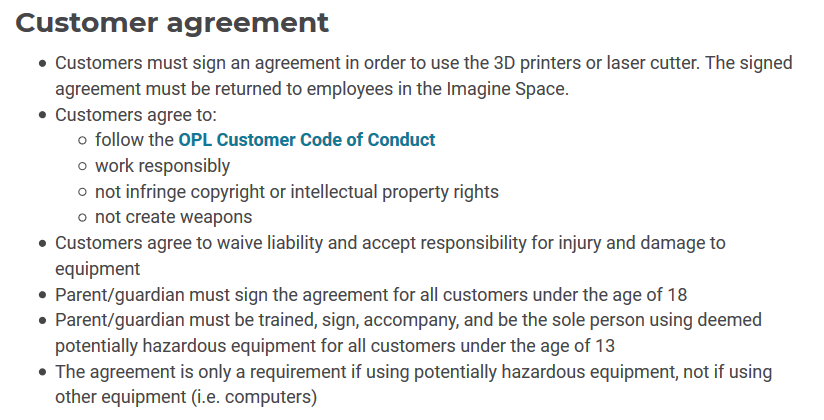 Customer agreement
• Customers must sign an agreement in order to use the 3D printers or laser cutter. The signed
agreement must be returned to employees in the Imagine Space.
• Customers agree to:
○ follow the OPL Customer Code of Conduct
○ work responsibly
○ not infringe copyright or intellectual property rights
○ not create weapons
• Customers agree to waive liability and accept responsibility for injury and damage to
equipment
• Parent/guardian must sign the agreement for all customers under the age of 18
• Parent/guardian must be trained, sign, accompany, and be the sole person using deemed
potentially hazardous equipment for all customers under the age of 13
• The agreement is only a requirement if using potentially hazardous equipment, not if using
other equipment (i.e. computers)